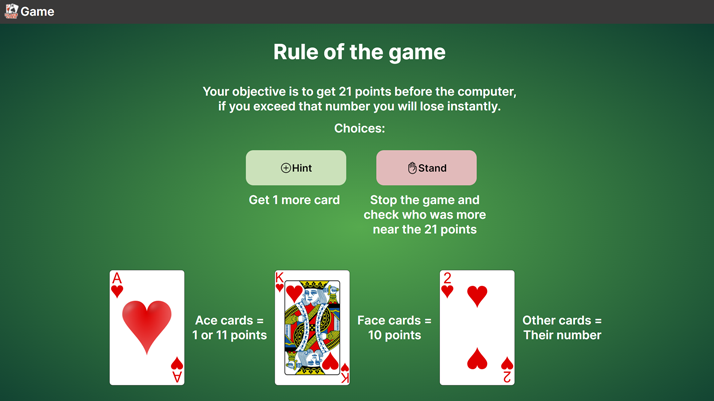 Game
Rule of the game
Your objective is to get 21 points before the computer,
if you exceed that number you will lose instantly.
Choices:
Hint
Stand
Get 1 more card
Stop the game and
check who was more
near the 21 points
A
A
Ace cards =
1 or 11 points
K
K
Face cards =
10 points
2
2
Other cards =
Their number